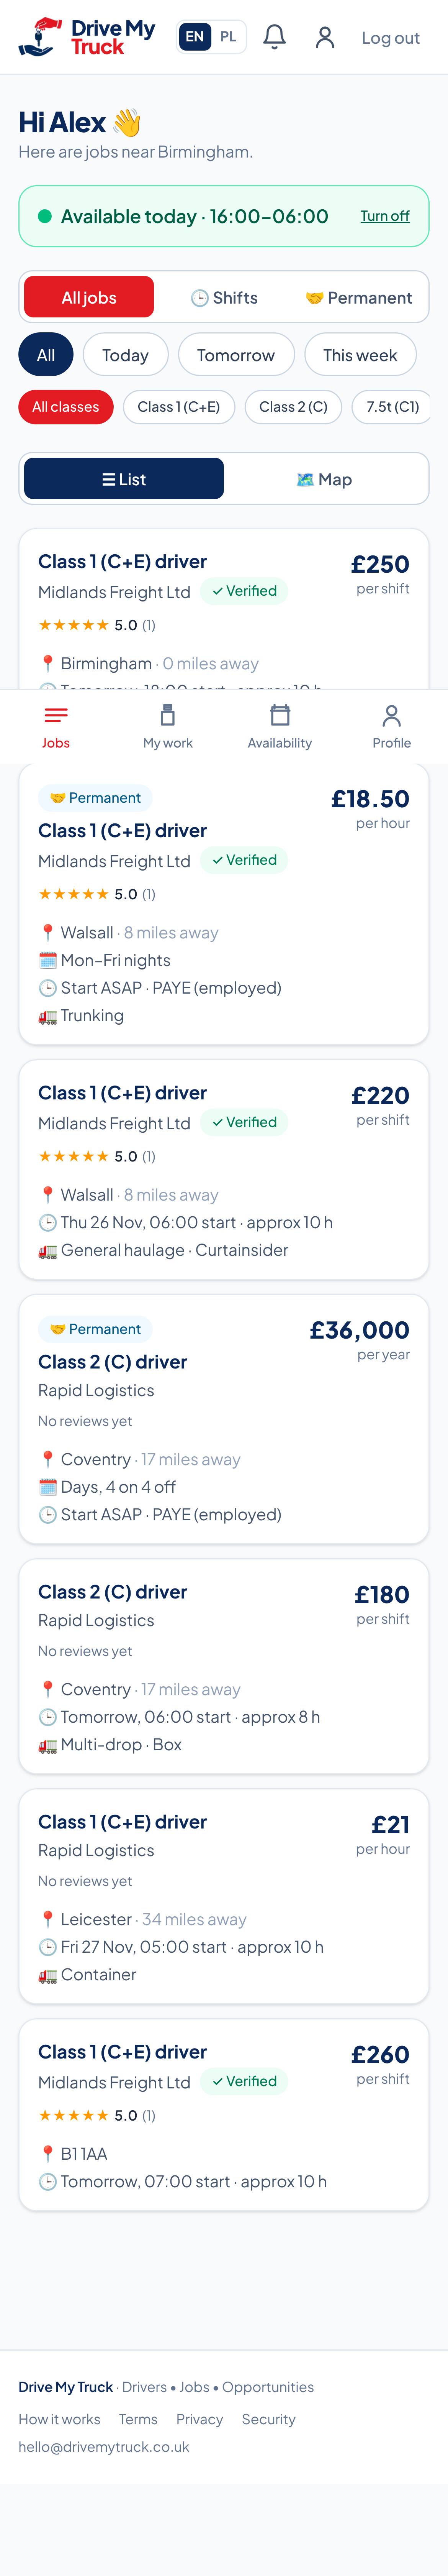 Drive My
Truck
EN PL
Log out
Hi Alex 👋
Here are jobs near Birmingham.
Available today · 16:00–06:00 Turn off
All jobs 🕒 Shifts 🤝 Permanent
All Today Tomorrow This week
All classes Class 1 (C+E) Class 2 (C) 7.5t (C1)
☰ List 🗺️ Map
Class 1 (C+E) driver £250
Midlands Freight Ltd ✓ Verified per shift
★★★★★ 5.0 (1)
📍 Birmingham · 0 miles away
🕒 Tomorrow, 18:00 start · approx 10 h
Jobs My work Availability Profile
🤝 Permanent £18.50
per hour
Class 1 (C+E) driver
Midlands Freight Ltd ✓ Verified
★★★★★ 5.0 (1)
📍 Walsall · 8 miles away
🗓️ Mon–Fri nights
🕒 Start ASAP · PAYE (employed)
🚛 Trunking
Class 1 (C+E) driver £220
Midlands Freight Ltd ✓ Verified per shift
★★★★★ 5.0 (1)
📍 Walsall · 8 miles away
🕒 Thu 26 Nov, 06:00 start · approx 10 h
🚛 General haulage · Curtainsider
🤝 Permanent £36,000
per year
Class 2 (C) driver
Rapid Logistics
No reviews yet
📍 Coventry · 17 miles away
🗓️ Days, 4 on 4 off
🕒 Start ASAP · PAYE (employed)
Class 2 (C) driver £180
Rapid Logistics per shift
No reviews yet
📍 Coventry · 17 miles away
🕒 Tomorrow, 06:00 start · approx 8 h
🚛 Multi-drop · Box
Class 1 (C+E) driver £21
Rapid Logistics per hour
No reviews yet
📍 Leicester · 34 miles away
🕒 Fri 27 Nov, 05:00 start · approx 10 h
🚛 Container
Class 1 (C+E) driver £260
Midlands Freight Ltd ✓ Verified per shift
★★★★★ 5.0 (1)
📍 B1 1AA
🕒 Tomorrow, 07:00 start · approx 10 h
Drive My Truck · Drivers • Jobs • Opportunities
How it works Terms Privacy Security
hello@drivemytruck.co.uk